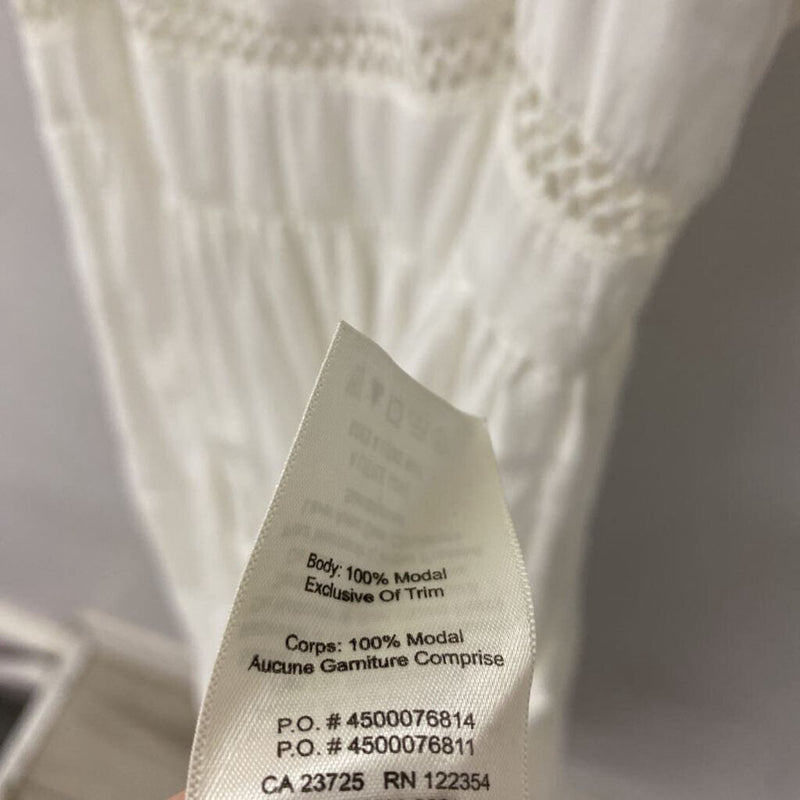 Body: 100% Modal
Exclusive Of Trim
Corps: 100% Modal
Aucune Garniture Comprise
P.O. # 4500076814
P.O. # 4500076811
CA 23725 RN 122354